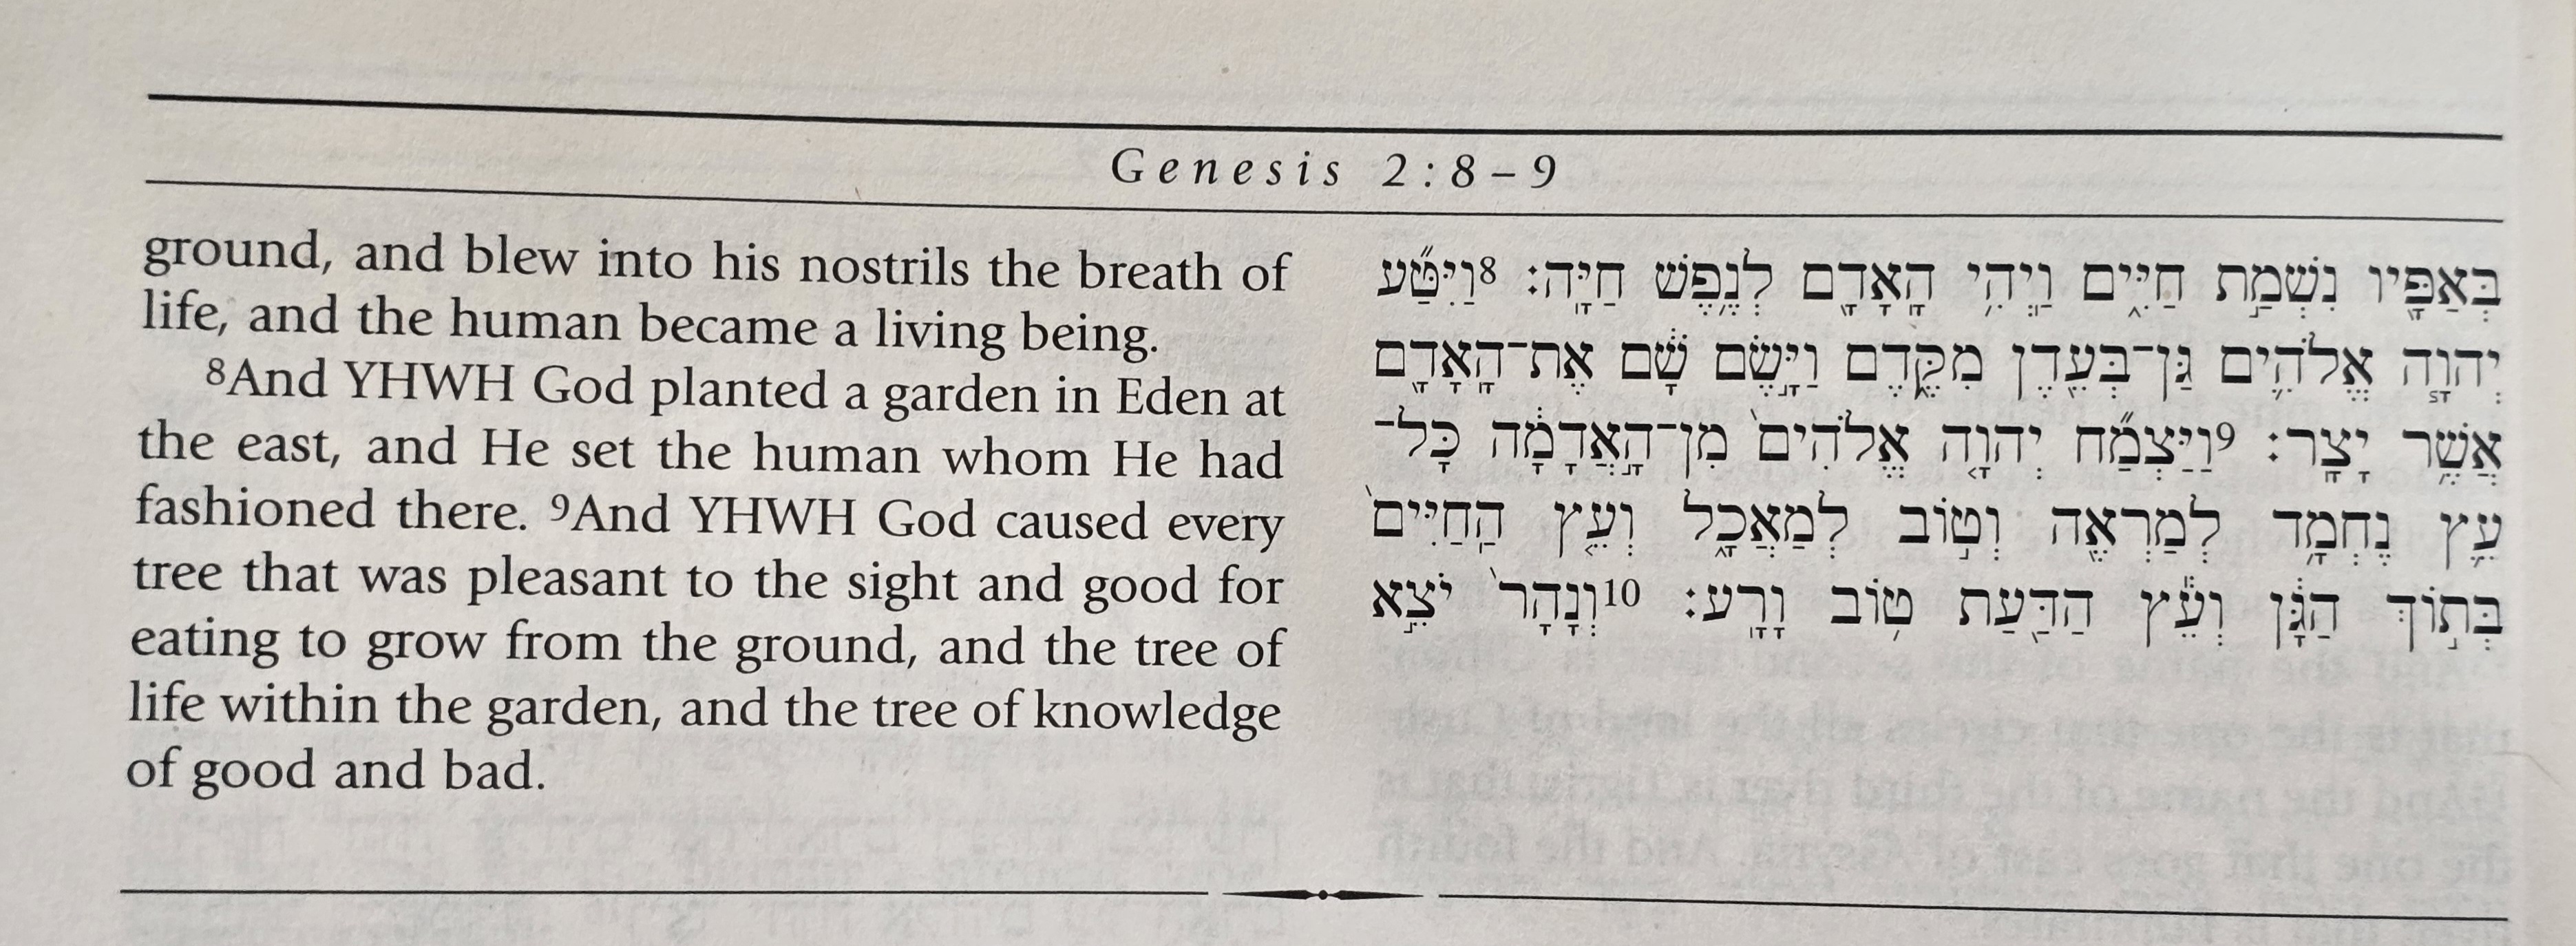 Genesis 2:8–9
ground, and blew into his nostrils the breath of
life, and the human became a living being.
8And YHWH God planted a garden in Eden at
the east, and He set the human whom He had
fashioned there. 9And YHWH God caused every
tree that was pleasant to the sight and good for
eating to grow from the ground, and the tree of
life within the garden, and the tree of knowledge
of good and bad.
בְּאַפָּ֖יו נִשְׁמַ֣ת חַיִּ֑ים וַֽיְהִ֥י הָֽאָדָ֖ם לְנֶ֥פֶשׁ חַיָּֽה׃ 8וַיִּטַּ֞ע
יְהוָ֧ה אֱלֹהִ֛ים גַּן־בְּעֵ֖דֶן מִקֶּ֑דֶם וַיָּ֣שֶׂם שָׁ֔ם אֶת־הָֽאָדָ֖ם
אֲשֶׁ֥ר יָצָֽר׃ 9וַיַּצְמַ֞ח יְהוָ֤ה אֱלֹהִים֙ מִן־הָ֣אֲדָמָ֔ה כָּל־
עֵ֛ץ נֶחְמָ֥ד לְמַרְאֶ֖ה וְט֣וֹב לְמַאֲכָ֑ל וְעֵ֤ץ הַֽחַיִּים֙
בְּת֣וֹךְ הַגָּ֔ן וְעֵ֕ץ הַדַּ֖עַת ט֥וֹב וָרָֽע׃ 10וְנָהָר֙ יֹצֵ֣א